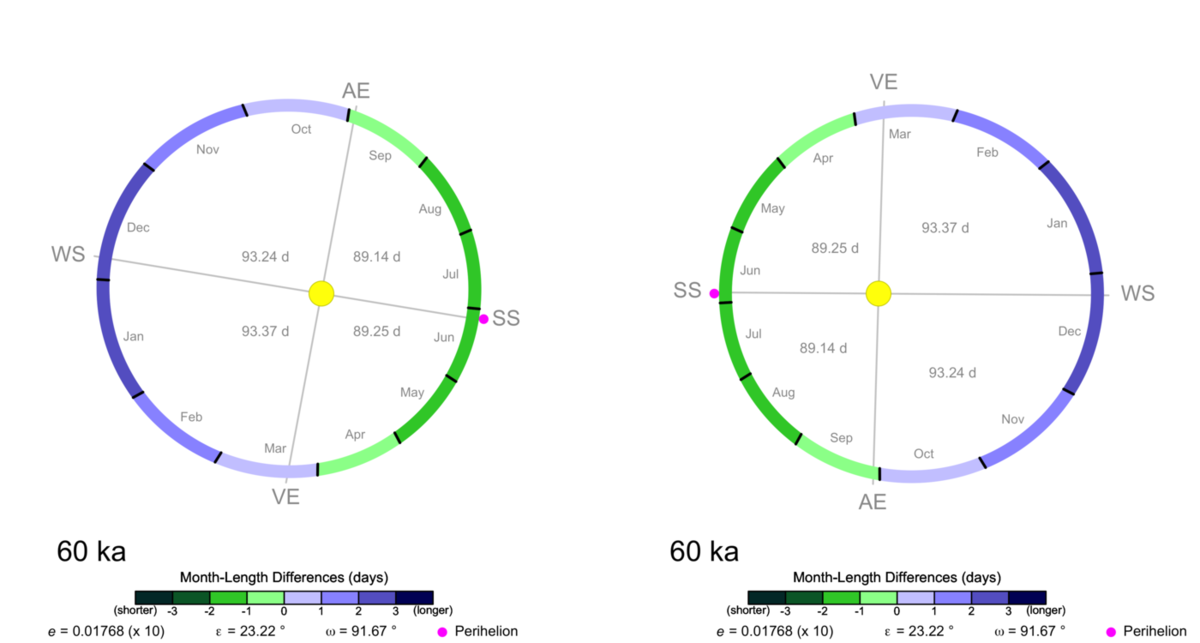 AE
Oct
Sep
Nov
Aug
Dec
WS
93.24 d
89.14 d
Jul
SS
93.37 d
89.25 d
Jun
Jan
May
Feb
Apr
Mar
VE
60 ka
Month-Length Differences (days)
(shorter) -3 -2 -1 0 1 2 3 (longer)
e = 0.01768 (x 10) ε = 23.22 ° ω = 91.67 ° Perihelion
VE
Mar
Apr
Feb
May
Jan
89.25 d
93.37 d
Jun
SS
WS
Jul
Dec
89.14 d
93.24 d
Aug
Nov
Sep
Oct
AE
60 ka
Month-Length Differences (days)
(shorter) -3 -2 -1 0 1 2 3 (longer)
e = 0.01768 (x 10) ε = 23.22 ° ω = 91.67 ° Perihelion